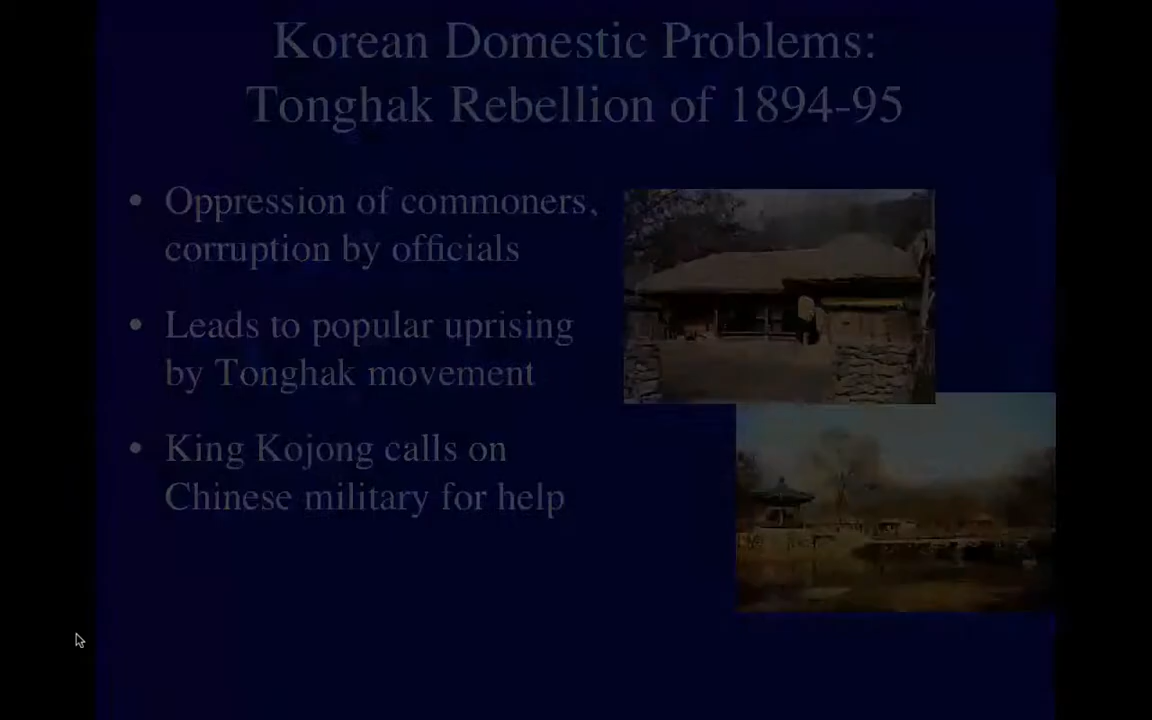 Korean Domestic Problems:
Tonghak Rebellion of 1894-95
• Oppression of commoners,
corruption by officials
• Leads to popular uprising
by Tonghak movement
• King Kojong calls on
Chinese military for help